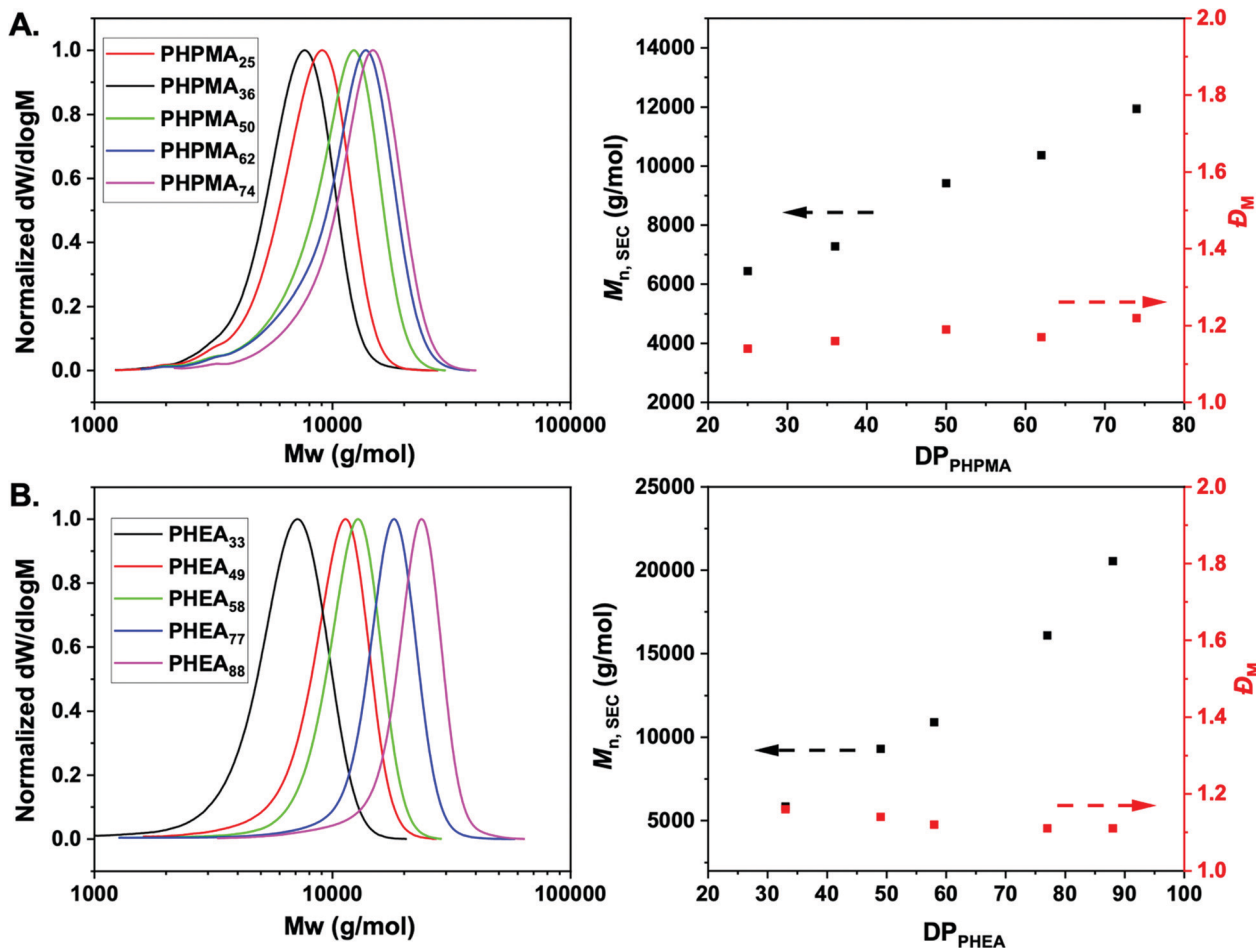 A.
Normalized dW/dlogM
1.0
0.8
0.6
0.4
0.2
0.0
PHPMA25
PHPMA36
PHPMA50
PHPMA62
PHPMA74
1000 10000 100000
Mw (g/mol)
Mn, SEC (g/mol)
14000
12000
10000
8000
6000
4000
2000
2.0
1.8
1.6
1.4
1.2
1.0
ĐM
20 30 40 50 60 70 80
DPPHPMA
B.
Normalized dW/dlogM
1.0
0.8
0.6
0.4
0.2
0.0
PHEA33
PHEA49
PHEA58
PHEA77
PHEA88
1000 10000 100000
Mw (g/mol)
Mn, SEC (g/mol)
25000
20000
15000
10000
5000
2.0
1.8
1.6
1.4
1.2
1.0
ĐM
20 30 40 50 60 70 80 90 100
DPPHEA